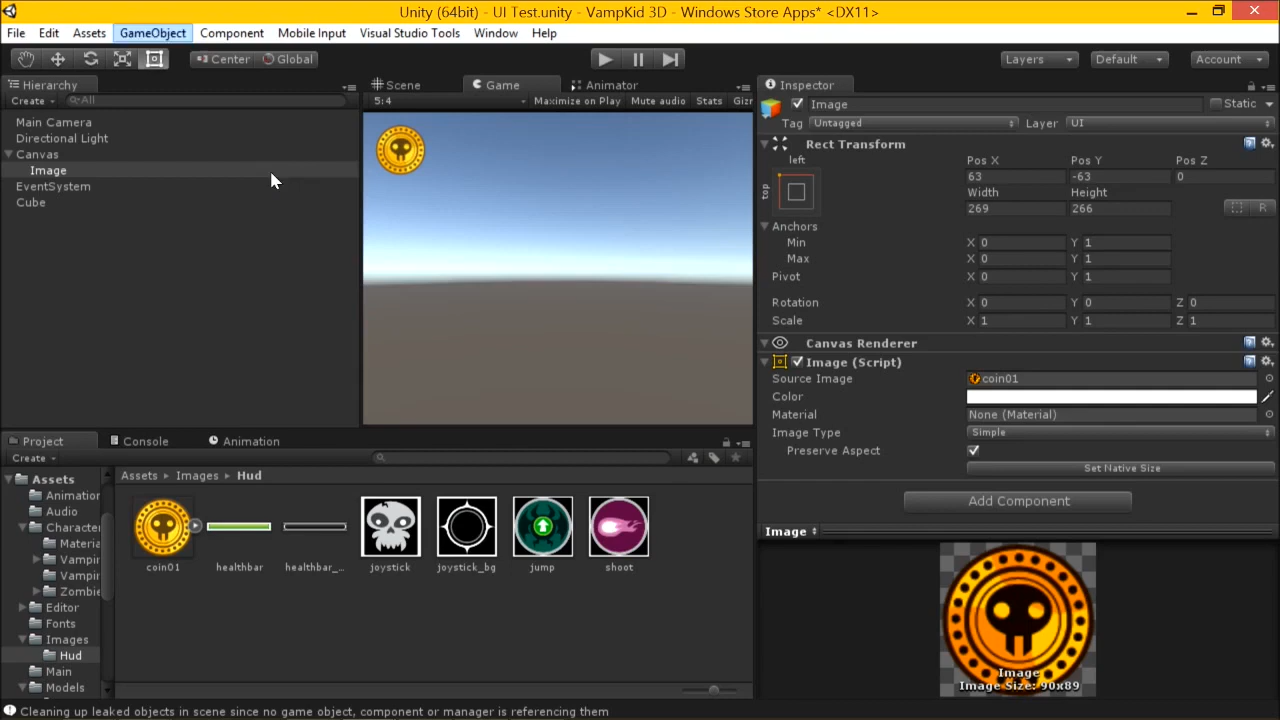 Unity (64bit) - UI Test.unity - VampKid 3D - Windows Store Apps* <DX11>
File Edit Assets GameObject Component Mobile Input Visual Studio Tools Window Help
Center Global Layers Default Account
Hierarchy Scene Game Animator Inspector
Create All 5:4 Maximize on Play Mute audio Stats Giz Image Static
Tag Untagged Layer UI
Main Camera
Directional Light
Canvas
Image
EventSystem
Cube
Rect Transform
left Pos X Pos Y Pos Z
top 63 -63 0
Width Height
269 266 R
Anchors
Min X 0 Y 1
Max X 0 Y 1
Pivot X 0 Y 1
Rotation X 0 Y 0 Z 0
Scale X 1 Y 1 Z 1
Canvas Renderer
Image (Script)
Source Image coin01
Color
Material None (Material)
Image Type Simple
Preserve Aspect
Set Native Size
Add Component
Image
Image
Image Size: 90x89
Project Console Animation
Create
Assets
Animation
Audio
Character
Materia
Vampir
Vampir
Zombie
Editor
Fonts
Images
Hud
Main
Models
Assets Images Hud
coin01 healthbar healthbar_... joystick joystick_bg jump shoot
Cleaning up leaked objects in scene since no game object, component or manager is referencing them